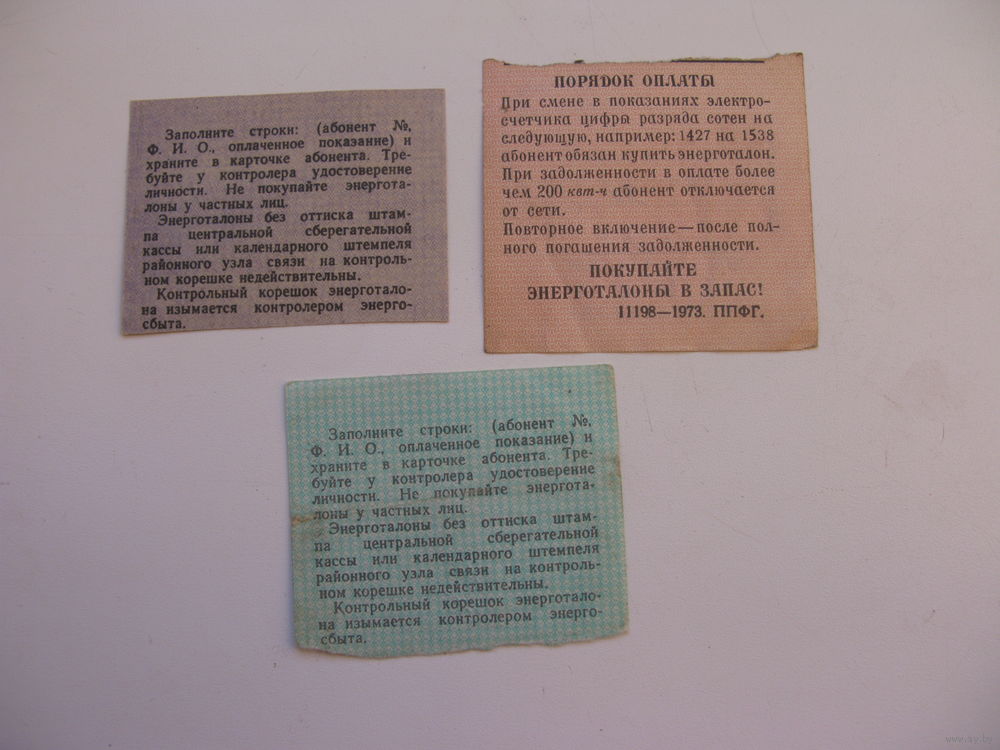 Заполните строки: (абонент №,
Ф. И. О., оплаченное показание) и
храните в карточке абонента. Тре-
буйте у контролера удостоверение
личности. Не покупайте энергота-
лоны у частных лиц.
Энерготалоны без оттиска штам-
па центральной сберегательной
кассы или календарного штемпеля
районного узла связи на контроль-
ном корешке недействительны.
Контрольный корешок энерготало-
на изымается контролером энерго-
сбыта.
ПОРЯДОК ОПЛАТЫ
При смене в показаниях электро-
счетчика цифры разряда сотен на
следующую, например: 1427 на 1538
абонент обязан купить энерготалон.
При задолженности в оплате более
чем 200 квт-ч абонент отключается
от сети.
Повторное включение — после пол-
ного погашения задолженности.
ПОКУПАЙТЕ
ЭНЕРГОТАЛОНЫ В ЗАПАС!
11198—1973. ППФГ.
Заполните строки: (абонент №,
Ф. И. О., оплаченное показание) и
храните в карточке абонента. Тре-
буйте у контролера удостоверение
личности. Не покупайте энергота-
лоны у частных лиц.
Энерготалоны без оттиска штам-
па центральной сберегательной
кассы или календарного штемпеля
районного узла связи на контроль-
ном корешке недействительны.
Контрольный корешок энерготало-
на изымается контролером энерго-
сбыта.
www.ay.by